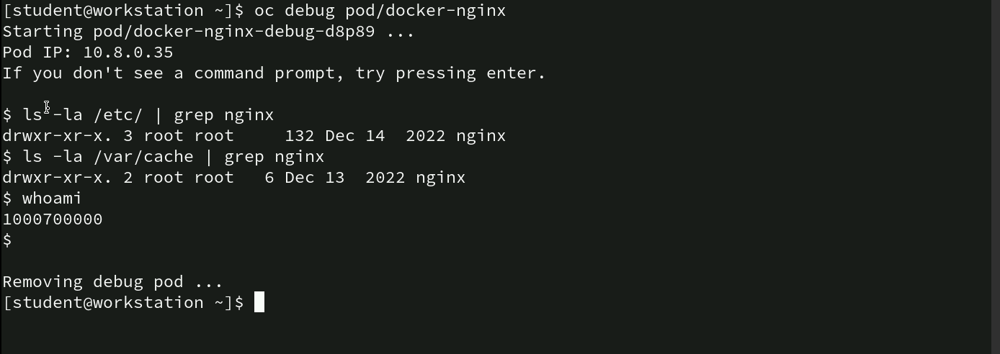 [student@workstation ~]$ oc debug pod/docker-nginx
Starting pod/docker-nginx-debug-d8p89 ...
Pod IP: 10.8.0.35
If you don't see a command prompt, try pressing enter.
$ ls -la /etc/ | grep nginx
drwxr-xr-x. 3 root root     132 Dec 14  2022 nginx
$ ls -la /var/cache | grep nginx
drwxr-xr-x. 2 root root   6 Dec 13  2022 nginx
$ whoami
1000700000
$
Removing debug pod ...
[student@workstation ~]$